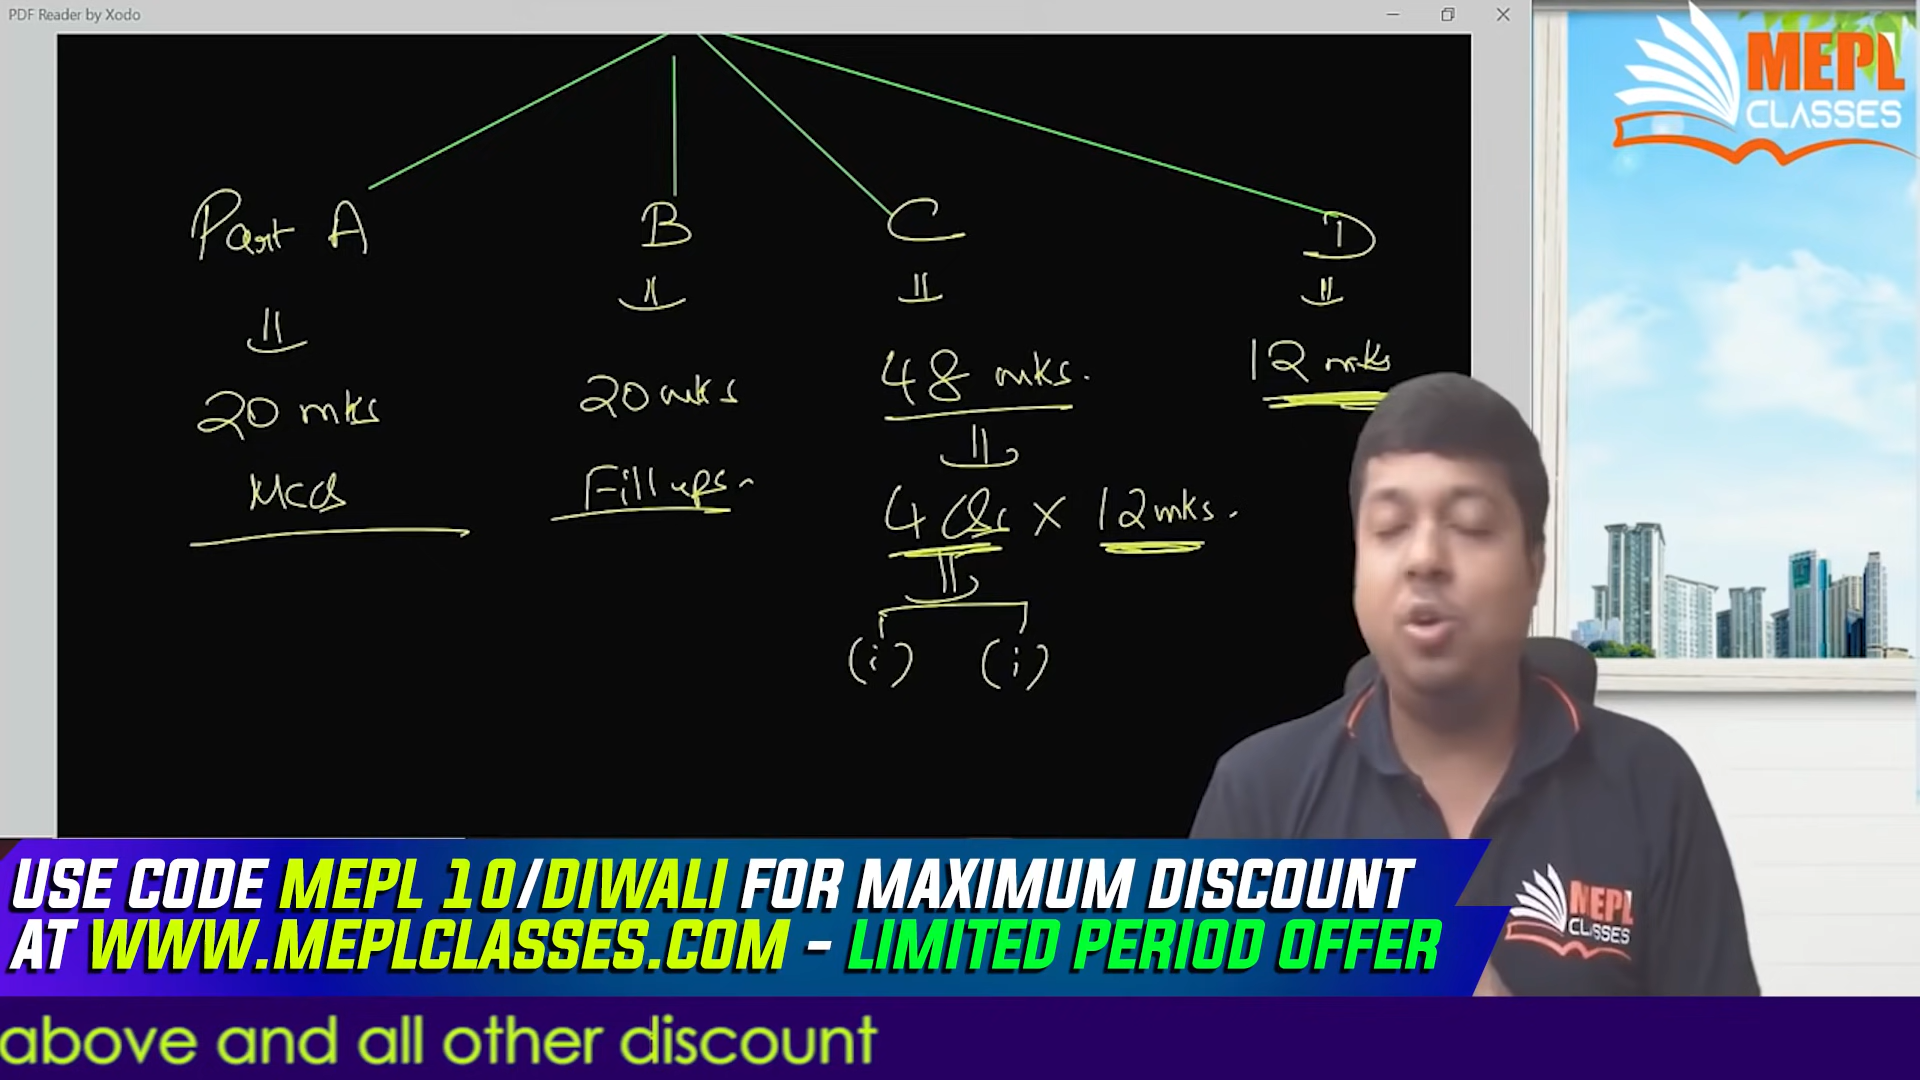 PDF Reader by Xodo
MEPL
CLASSES
Part A
B
C
D
20 mks
20 mks
48 mks.
12 mks
MCQ
Fill ups.
4 Qs x 12 mks.
(i) (i)
MEPL
CLASSES
USE CODE MEPL 10/DIWALI FOR MAXIMUM DISCOUNT
AT WWW.MEPLCLASSES.COM - LIMITED PERIOD OFFER
above and all other discount